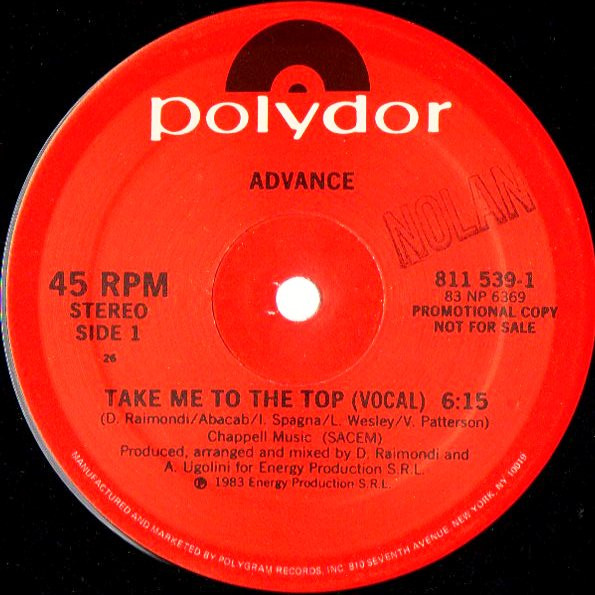 polydor
ADVANCE
NOLAN
45 RPM
STEREO
SIDE 1
26
811 539-1
83 NP 6369
PROMOTIONAL COPY
NOT FOR SALE
TAKE ME TO THE TOP (VOCAL) 6:15
(D. Raimondi/Abacab/I. Spagna/L. Wesley/V. Patterson)
Chappell Music (SACEM)
Produced, arranged and mixed by D. Raimondi and
A. Ugolini for Energy Production S.R.L.
℗ 1983 Energy Production S.R.L.
MANUFACTURED AND MARKETED BY POLYGRAM RECORDS, INC. 810 SEVENTH AVENUE, NEW YORK, NY 10019